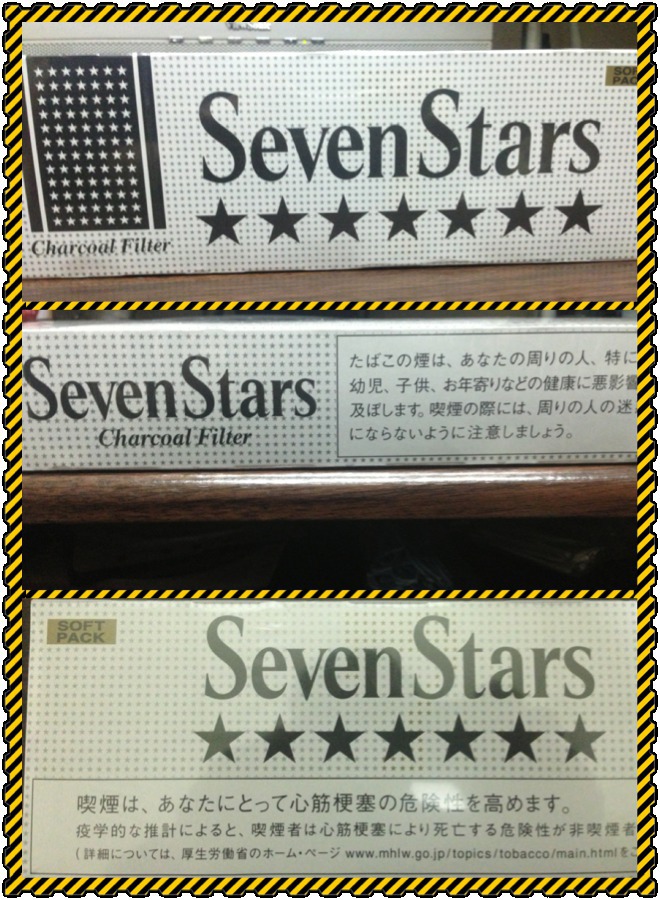 SOFT
PACK
SevenStars
Charcoal Filter
SevenStars
Charcoal Filter
たばこの煙は、あなたの周りの人、特に
幼児、子供、お年寄りなどの健康に悪影響
及ぼします。喫煙の際には、周りの人の迷
にならないように注意しましょう。
SOFT
PACK
SevenStars
喫煙は、あなたにとって心筋梗塞の危険性を高めます。
疫学的な推計によると、喫煙者は心筋梗塞により死亡する危険性が非喫煙者
(詳細については、厚生労働省のホーム・ページ www.mhlw.go.jp/topics/tobacco/main.htmlをご